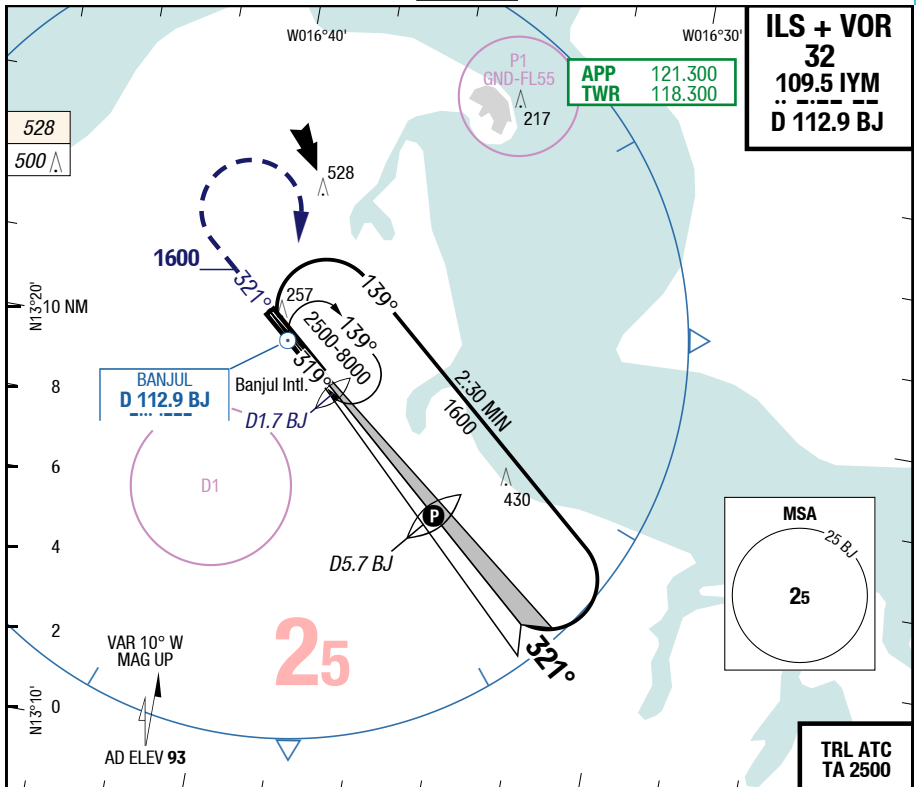 W016°40'
W016°30'
ILS + VOR
32
109.5 IYM
D 112.9 BJ
P1
GND-FL55
217
APP 121.300
TWR 118.300
528
500
528
1600
321°
257
139°
139°
2500-8000
319°
N13°20'
10 NM
8
6
4
2
0
N13°10'
BANJUL
D 112.9 BJ
Banjul Intl.
D1.7 BJ
2:30 MIN
1600
430
D1
P
D5.7 BJ
MSA
25 BJ
25
25
321°
VAR 10° W
MAG UP
AD ELEV 93
TRL ATC
TA 2500